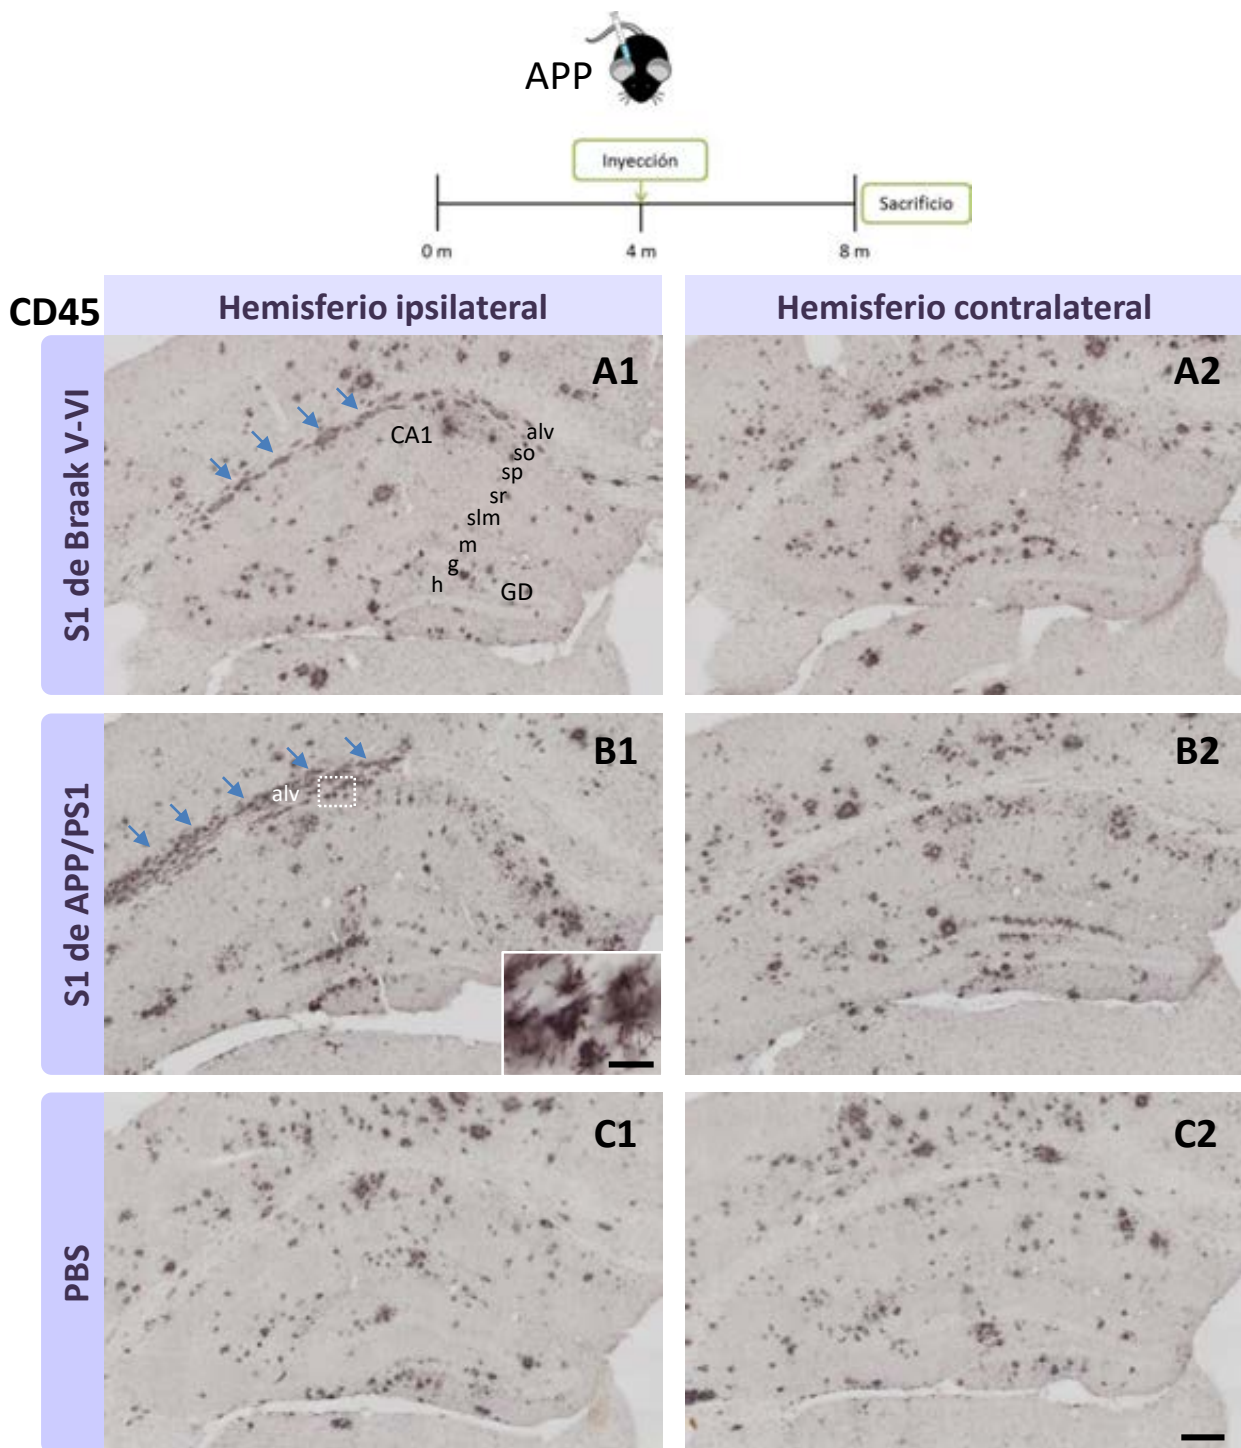 APP
Inyección
Sacrificio
0 m
4 m
8 m
CD45
Hemisferio ipsilateral
Hemisferio contralateral
S1 de Braak V-VI
A1
CA1
alv
so
sp
sr
slm
m
g
h
GD
A2
S1 de APP/PS1
B1
alv
B2
PBS
C1
C2